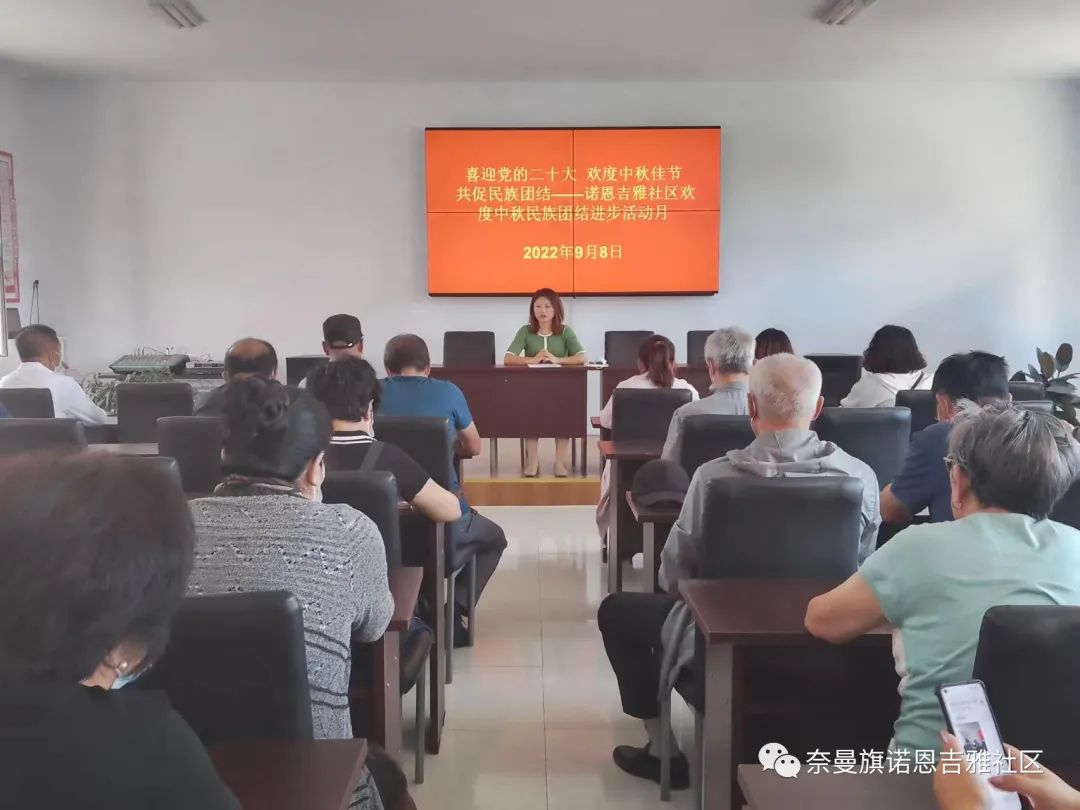 喜迎党的二十大 欢度中秋佳节
共促民族团结——诺恩吉雅社区欢
度中秋民族团结进步活动月
2022年9月8日
奈曼旗诺恩吉雅社区